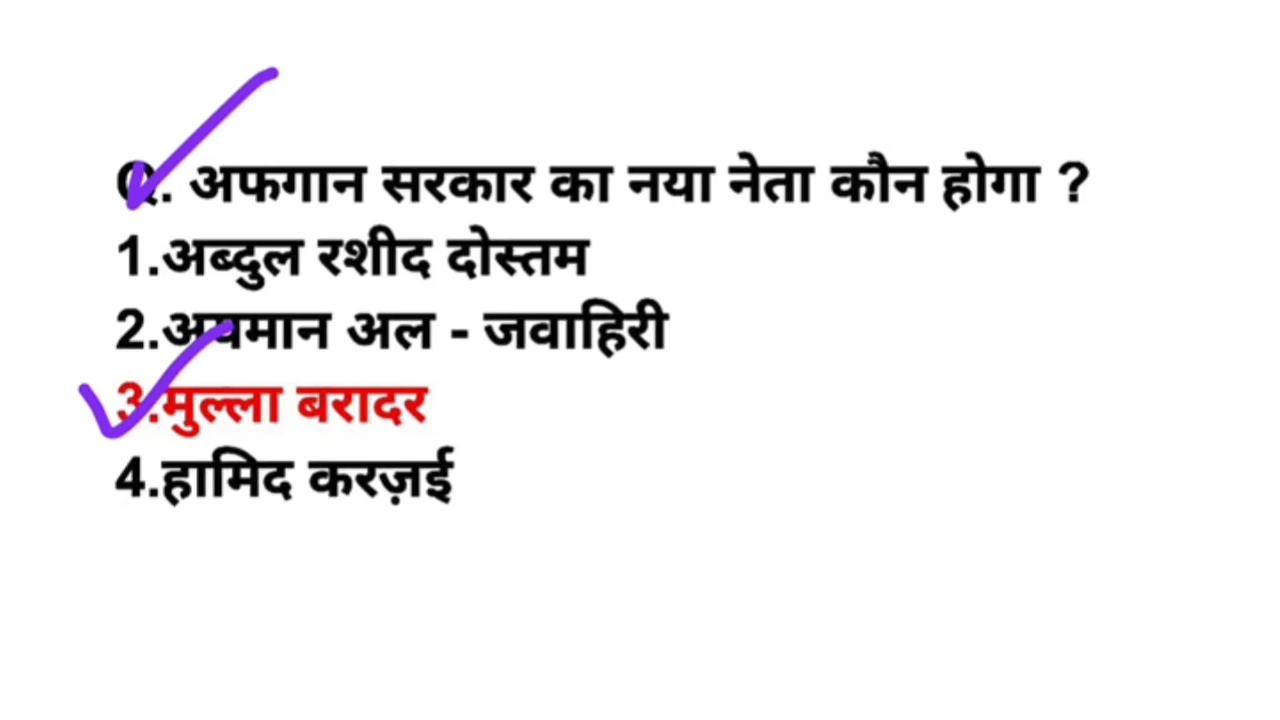 Q. अफगान सरकार का नया नेता कौन होगा ?
1.अब्दुल रशीद दोस्तम
2.अयमान अल - जवाहिरी
3.मुल्ला बरादर
4.हामिद करज़ई